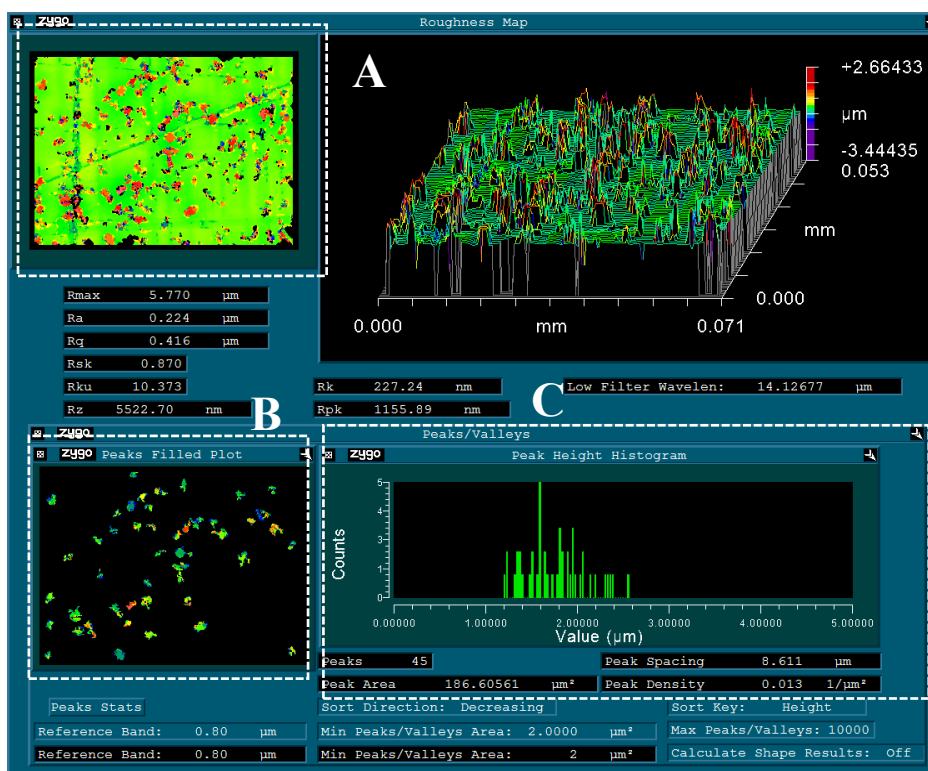 zygo Roughness Map
A
+2.66433
µm
-3.44435
0.053
mm
0.000
0.000 mm 0.071
Rmax 5.770 µm
Ra 0.224 µm
Rq 0.416 µm
Rsk 0.870
Rku 10.373
Rz 5522.70 nm
Rk 227.24 nm
Rpk 1155.89 nm
Low Filter Wavelen: 14.12677 µm
B
C
zygo Peaks/Valleys
zygo Peaks Filled Plot
zygo Peak Height Histogram
Counts
5
4
3
1
0
0.00000 1.00000 2.00000 3.00000 4.00000 5.00000
Value (µm)
Peaks 45
Peak Spacing 8.611 µm
Peak Area 186.60561 µm²
Peak Density 0.013 1/µm²
Peaks Stats
Sort Direction: Decreasing
Sort Key: Height
Reference Band: 0.80 µm
Min Peaks/Valleys Area: 2.0000 µm²
Max Peaks/Valleys: 10000
Reference Band: 0.80 µm
Min Peaks/Valleys Area: 2 µm²
Calculate Shape Results: Off